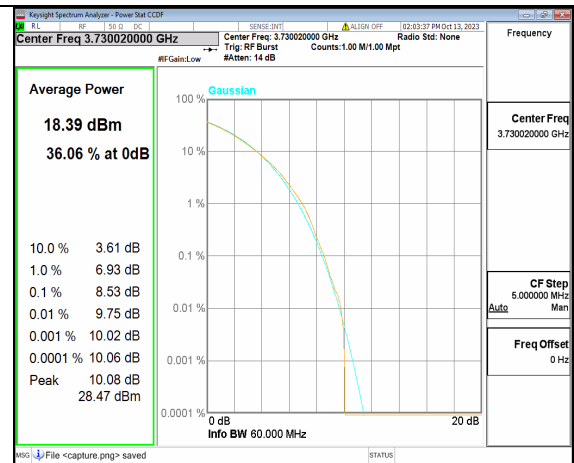 Keysight Spectrum Analyzer - Power Stat CCDF
RL RF 50 Ω DC SENSE:INT ALIGN OFF 02:03:37 PM Oct 13, 2023
Center Freq 3.730020000 GHz
Center Freq: 3.730020000 GHz Radio Std: None
Trig: RF Burst Counts:1.00 M/1.00 Mpt
#IFGain:Low #Atten: 14 dB
Frequency
Average Power
18.39 dBm
36.06 % at 0dB
10.0 % 3.61 dB
1.0 % 6.93 dB
0.1 % 8.53 dB
0.01 % 9.75 dB
0.001 % 10.02 dB
0.0001 % 10.06 dB
Peak 10.08 dB
28.47 dBm
Gaussian
100 %
10 %
1 %
0.1 %
0.01 %
0.001 %
0.0001 %
0 dB 20 dB
Info BW 60.000 MHz
Center Freq
3.730020000 GHz
CF Step
5.000000 MHz
Auto Man
Freq Offset
0 Hz
MSG File <capture.png> saved STATUS